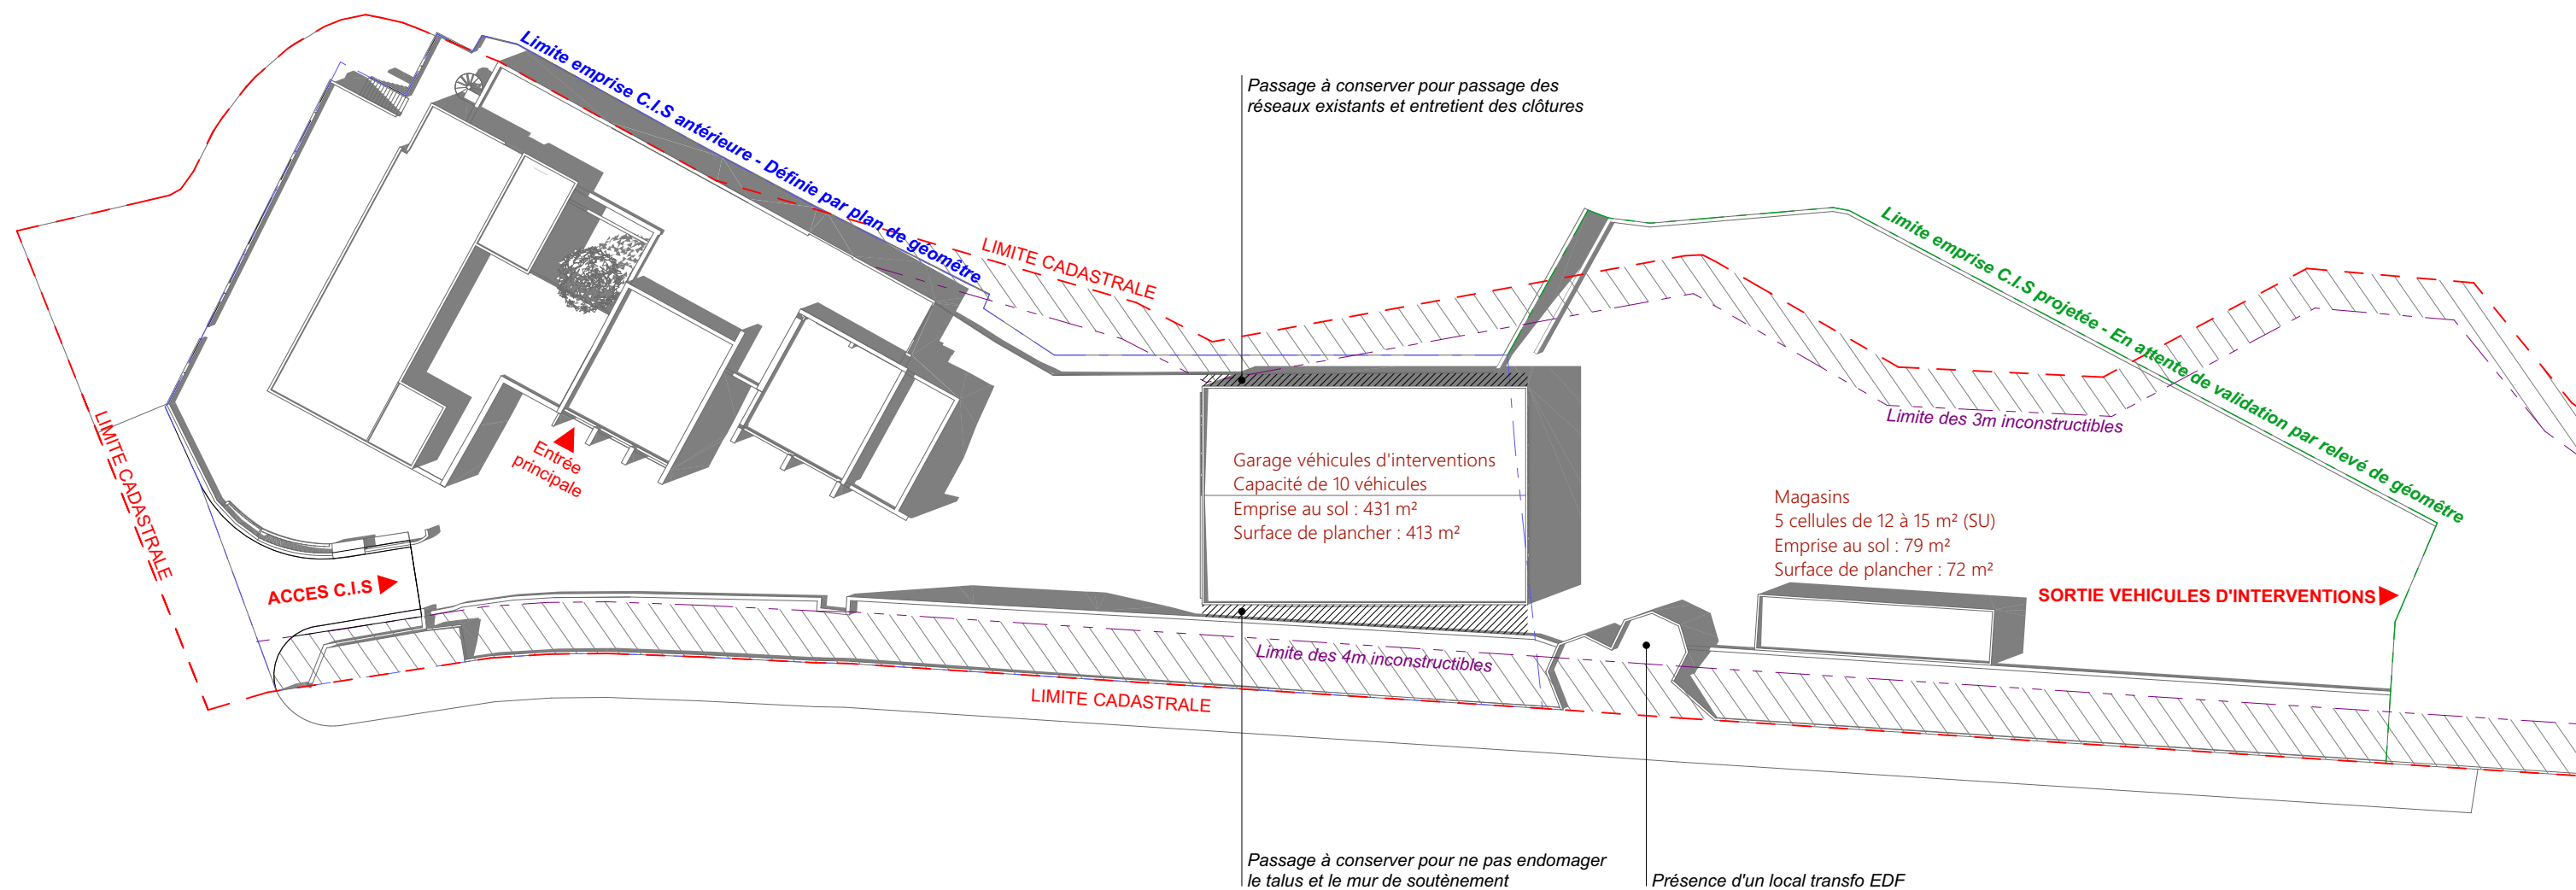 Limite emprise C.I.S antérieure - Définie par plan de géomêtre
Passage à conserver pour passage des
réseaux existants et entretient des clôtures
LIMITE CADASTRALE
Limite emprise C.I.S projetée - En attente de validation par relevé de géomêtre
Limite des 3m inconstructibles
LIMITE CADASTRALE
Entrée
principale
Garage véhicules d'interventions
Capacité de 10 véhicules
Emprise au sol : 431 m²
Surface de plancher : 413 m²
Magasins
5 cellules de 12 à 15 m² (SU)
Emprise au sol : 79 m²
Surface de plancher : 72 m²
ACCES C.I.S
SORTIE VEHICULES D'INTERVENTIONS
Limite des 4m inconstructibles
LIMITE CADASTRALE
Passage à conserver pour ne pas endomager
le talus et le mur de soutènement
Présence d'un local transfo EDF